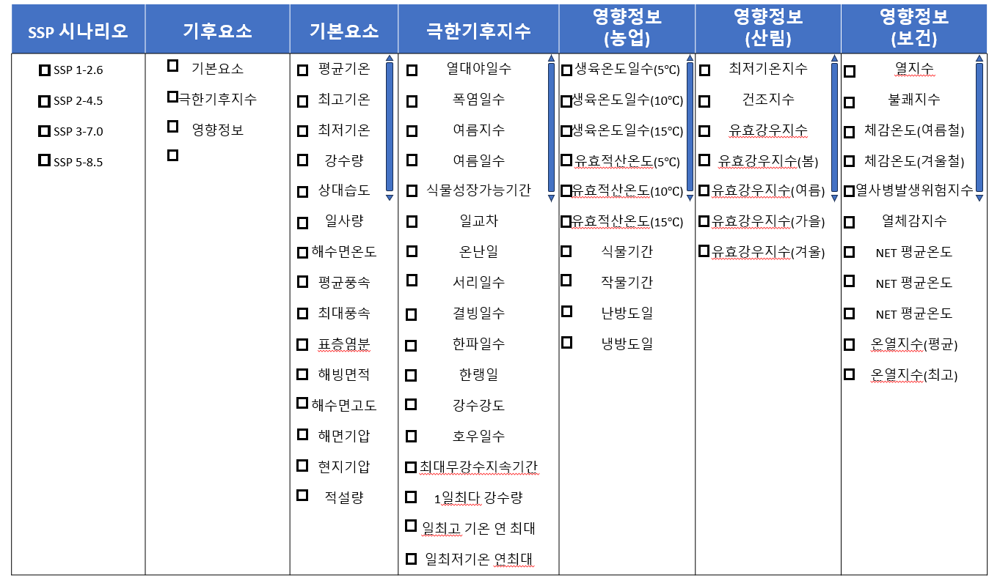 SSP 시나리오
기후요소
기본요소
극한기후지수
영향정보
(농업)
영향정보
(산림)
영향정보
(보건)
SSP 1-2.6
SSP 2-4.5
SSP 3-7.0
SSP 5-8.5
기본요소
극한기후지수
영향정보
평균기온
최고기온
최저기온
강수량
상대습도
일사량
해수면온도
평균풍속
최대풍속
표층염분
해빙면적
해수면고도
해면기압
현지기압
적설량
열대야일수
폭염일수
여름지수
여름일수
식물성장가능기간
일교차
온난일
서리일수
결빙일수
한파일수
한랭일
강수강도
호우일수
최대무강수지속기간
1일최다 강수량
일최고 기온 연 최대
일최저기온 연최대
생육온도일수(5℃)
생육온도일수(10℃)
생육온도일수(15℃)
유효적산온도(5℃)
유효적산온도(10℃)
유효적산온도(15℃)
식물기간
작물기간
난방도일
냉방도일
최저기온지수
건조지수
유효강우지수
유효강우지수(봄)
유효강우지수(여름)
유효강우지수(가을)
유효강우지수(겨울)
열지수
불쾌지수
체감온도(여름철)
체감온도(겨울철)
열사병발생위험지수
열체감지수
NET 평균온도
NET 평균온도
NET 평균온도
온열지수(평균)
온열지수(최고)